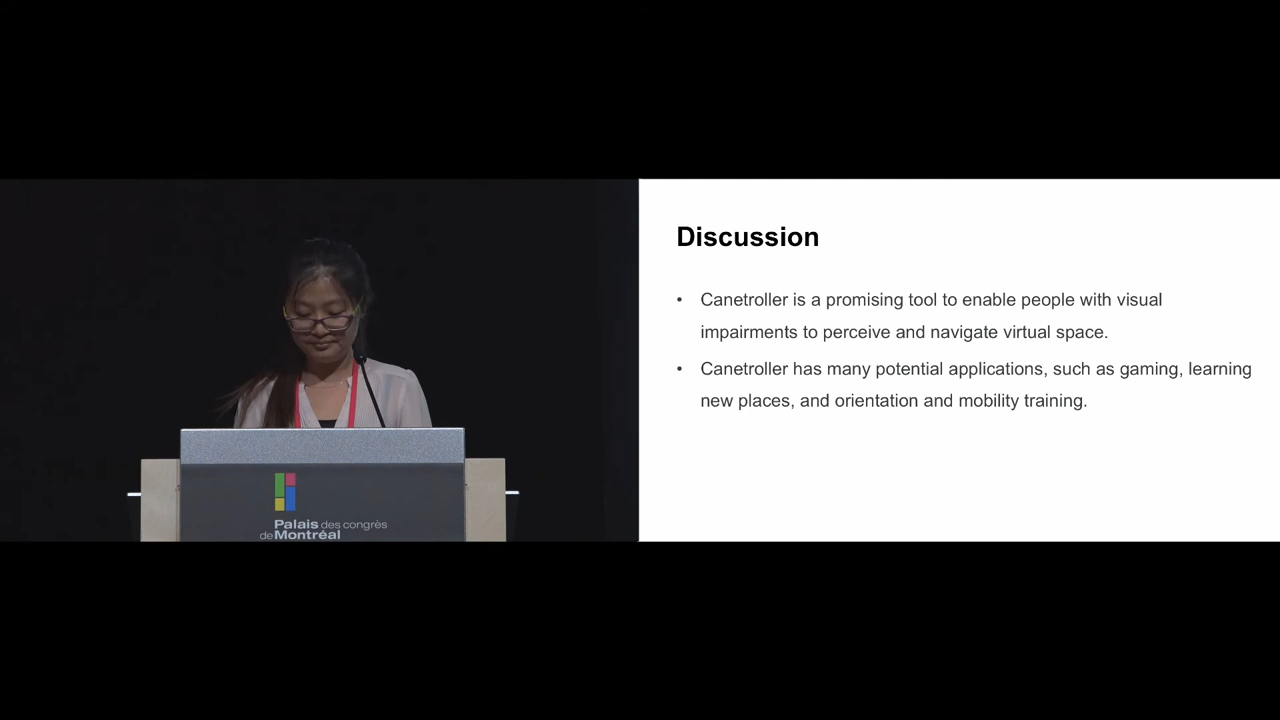 Discussion
• Canetroller is a promising tool to enable people with visual
impairments to perceive and navigate virtual space.
• Canetroller has many potential applications, such as gaming, learning
new places, and orientation and mobility training.
Palais des congrès
de Montréal